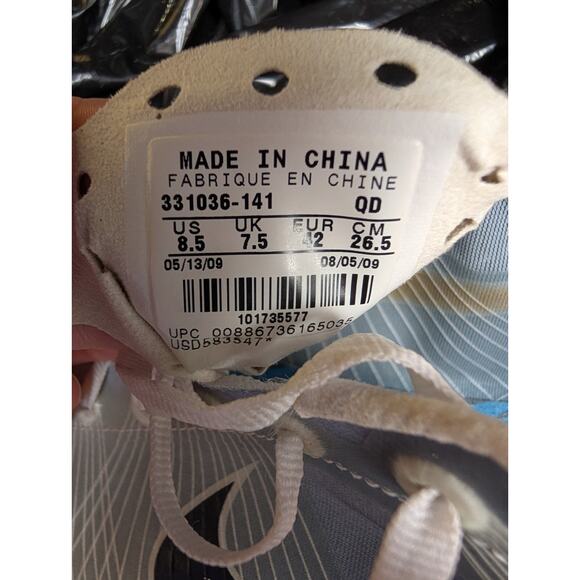 MADE IN CHINA
FABRIQUE EN CHINE
331036-141 QD
US UK EUR CM
8.5 7.5 42 26.5
05/13/09 08/05/09
101735577
UPC 00886736165035
USD583547*